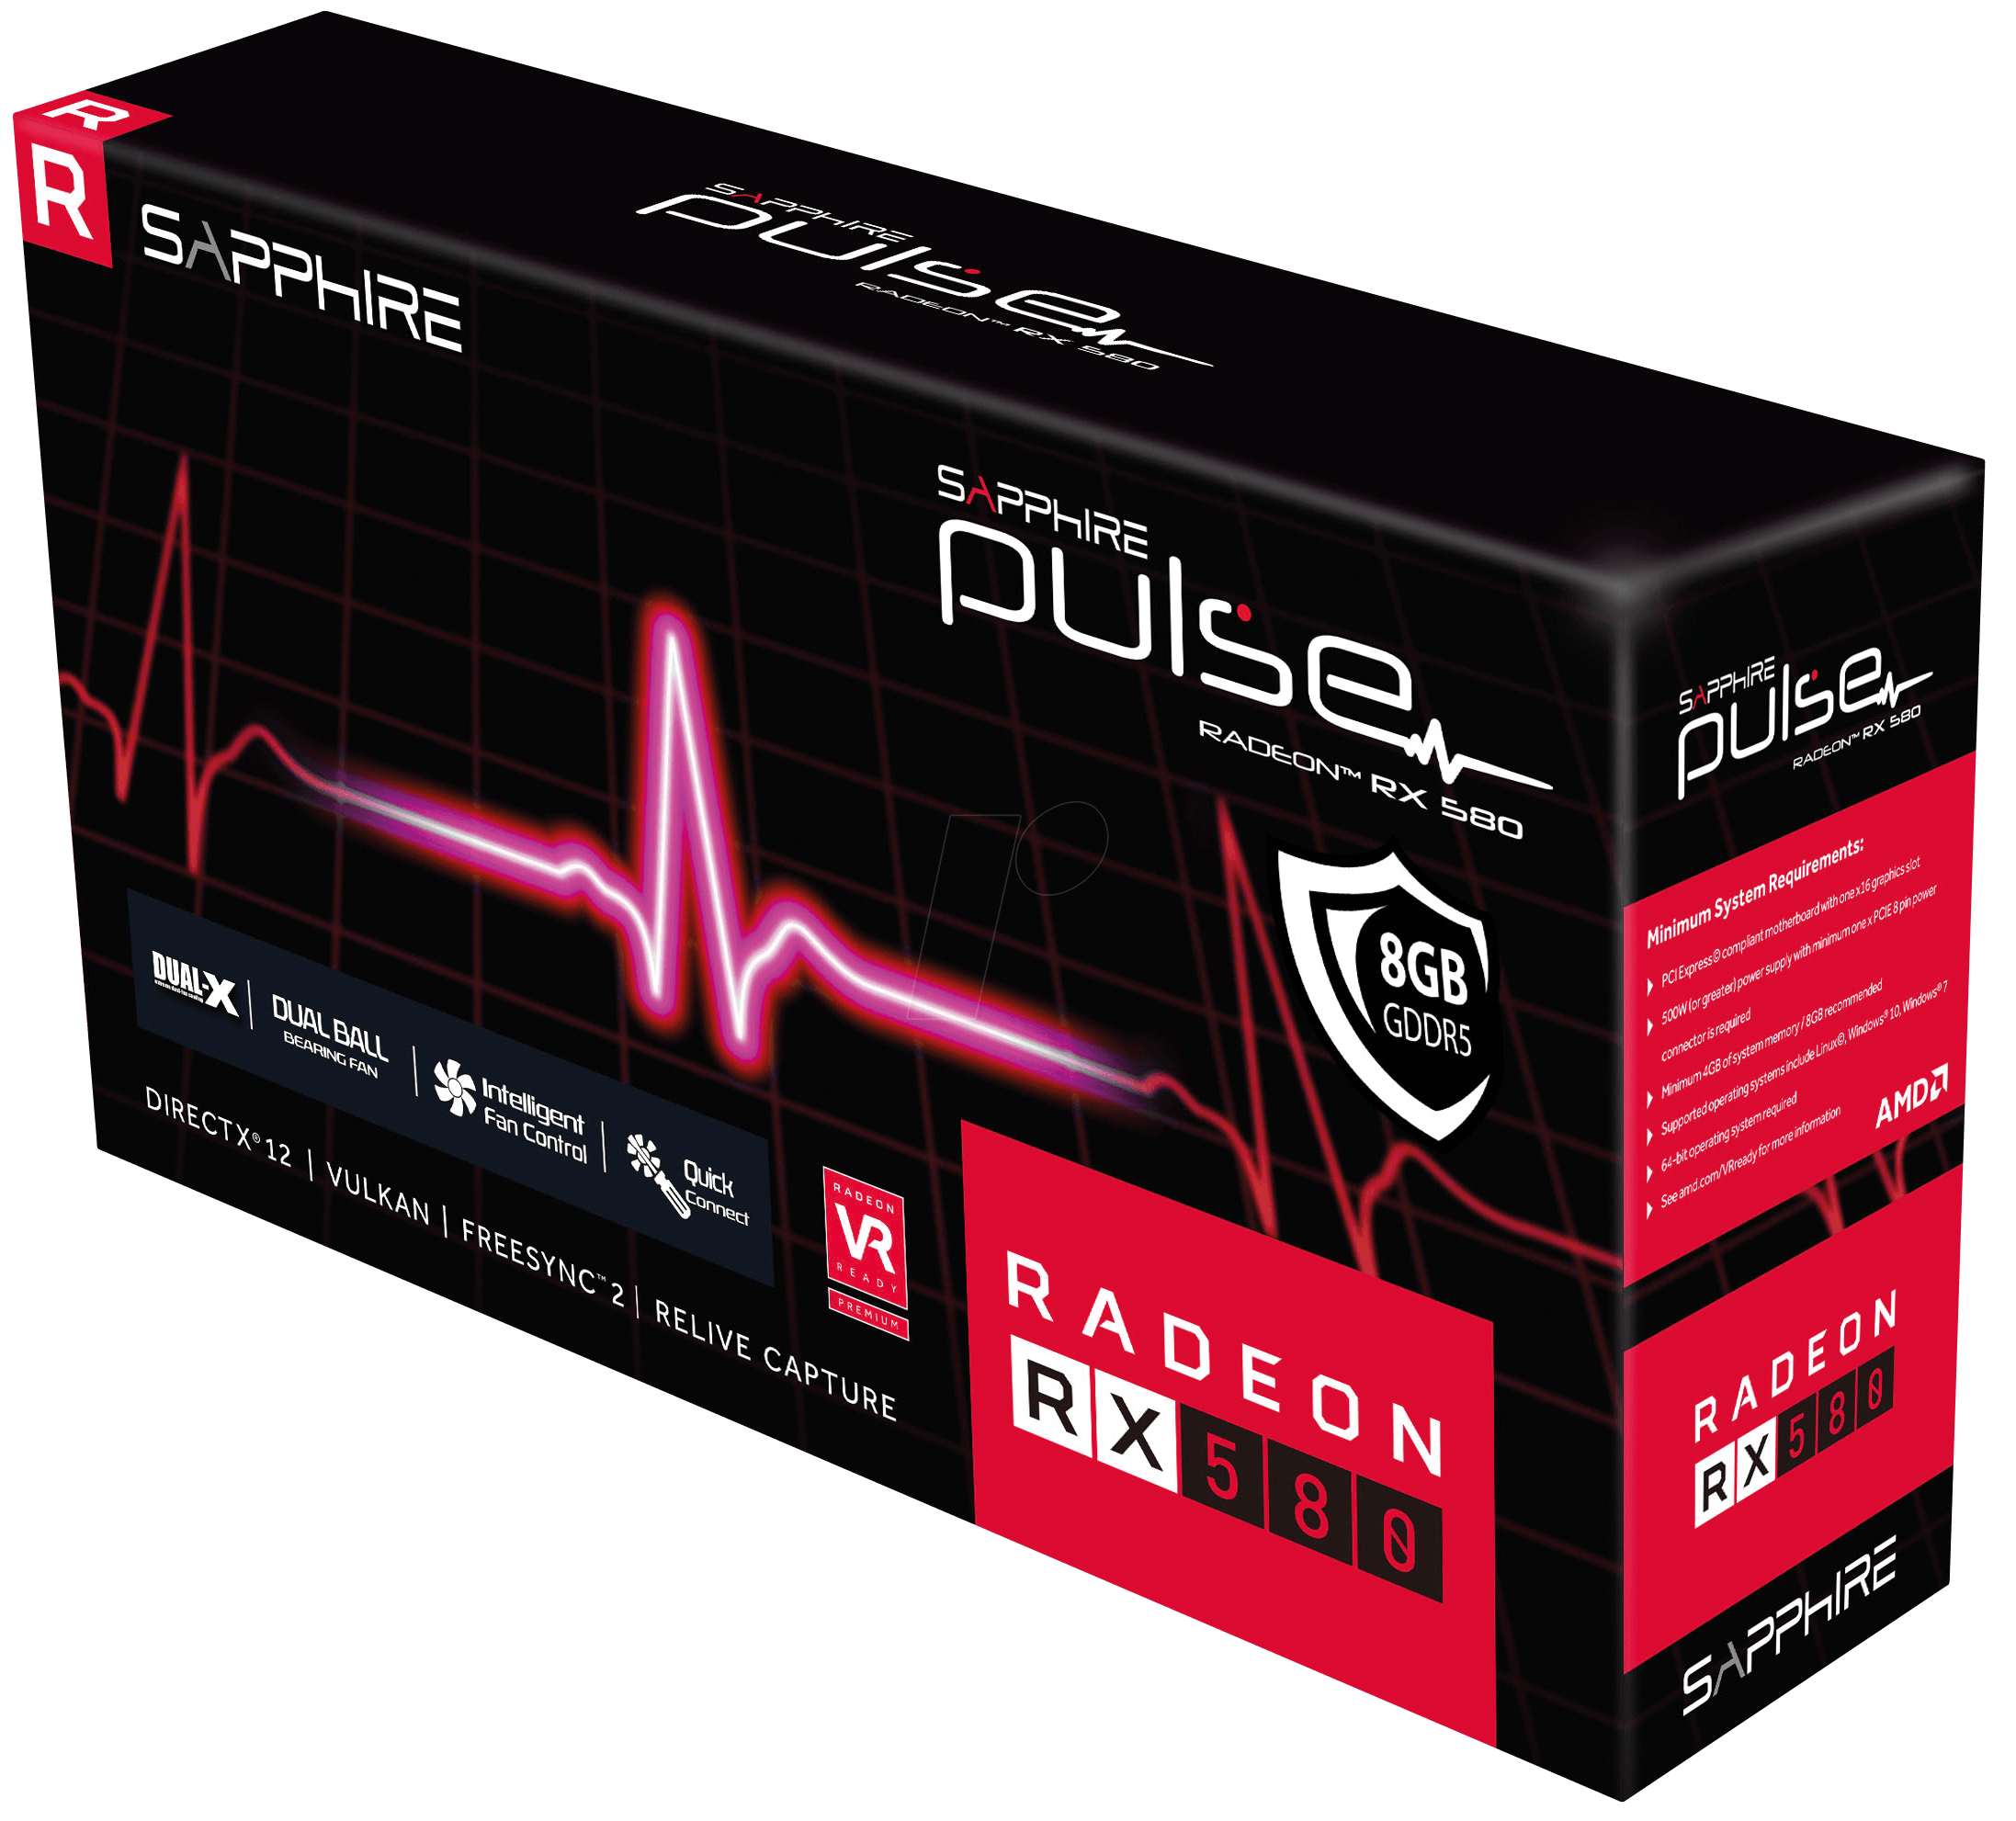 R
R
SAPPHIRE
SAPPHIRE
pulse
RADEON™ RX 580
SAPPHIRE
pulse
RADEON™ RX 580
8GB
GDDR5
DUAL-X
DUAL BALL
BEARING FAN
Intelligent
Fan Control
Quick
Connect
DIRECTX® 12 | VULKAN | FREESYNC™ 2 | RELIVE CAPTURE
RADEON
VR
READY
PREMIUM
RADEON
RX 580
SAPPHIRE
pulse
RADEON™ RX 580
Minimum System Requirements:
PCI Express© compliant motherboard with one x16 graphics slot
500W (or greater) power supply with minimum one x PCIE 8 pin power
connector is required
Minimum 4GB of system memory / 8GB recommended
Supported operating systems include Linux©, Windows® 10, Windows® 7
64-bit operating system required
See amd.com/VRready for more information
AMD
RADEON
RX 580
SAPPHIRE
r